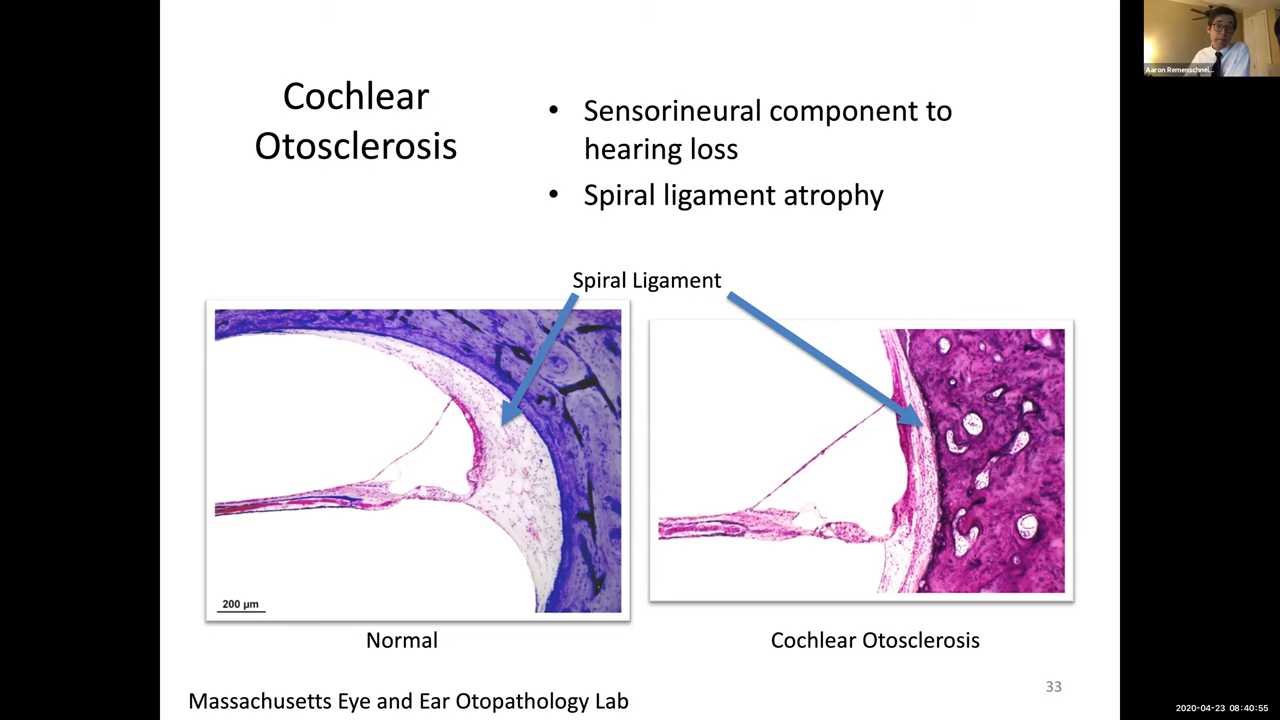 Aaron Remenschnei...
Cochlear
Otosclerosis
• Sensorineural component to
hearing loss
• Spiral ligament atrophy
Spiral Ligament
200 µm
Normal
Cochlear Otosclerosis
33
Massachusetts Eye and Ear Otopathology Lab
2020-04-23 08:40:55